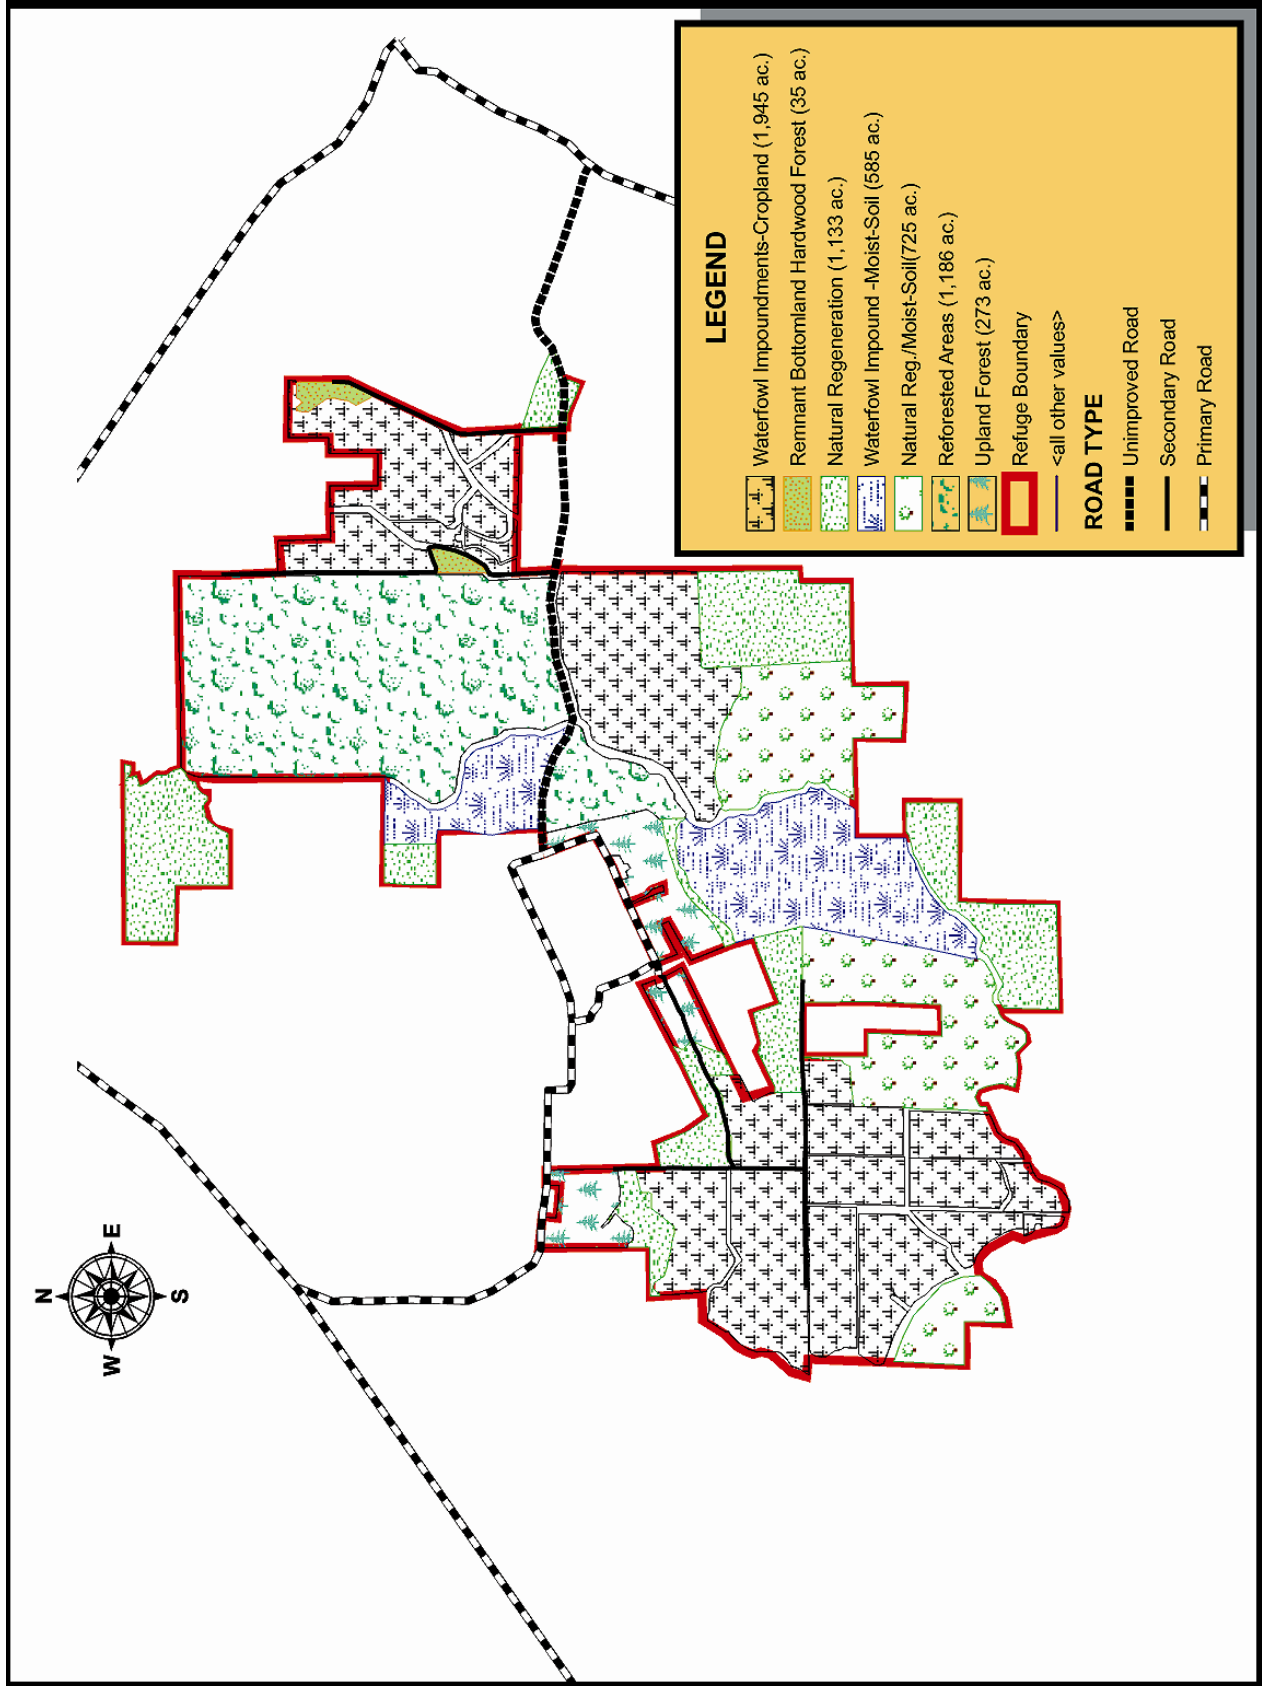 N
W
E
S
LEGEND
Waterfowl Impoundments-Cropland (1,945 ac.)
Remnant Bottomland Hardwood Forest (35 ac.)
Natural Regeneration (1,133 ac.)
Waterfowl Impound -Moist-Soil (585 ac.)
Natural Reg./Moist-Soil(725 ac.)
Reforested Areas (1,186 ac.)
Upland Forest (273 ac.)
Refuge Boundary
<all other values>
ROAD TYPE
Unimproved Road
Secondary Road
Primary Road